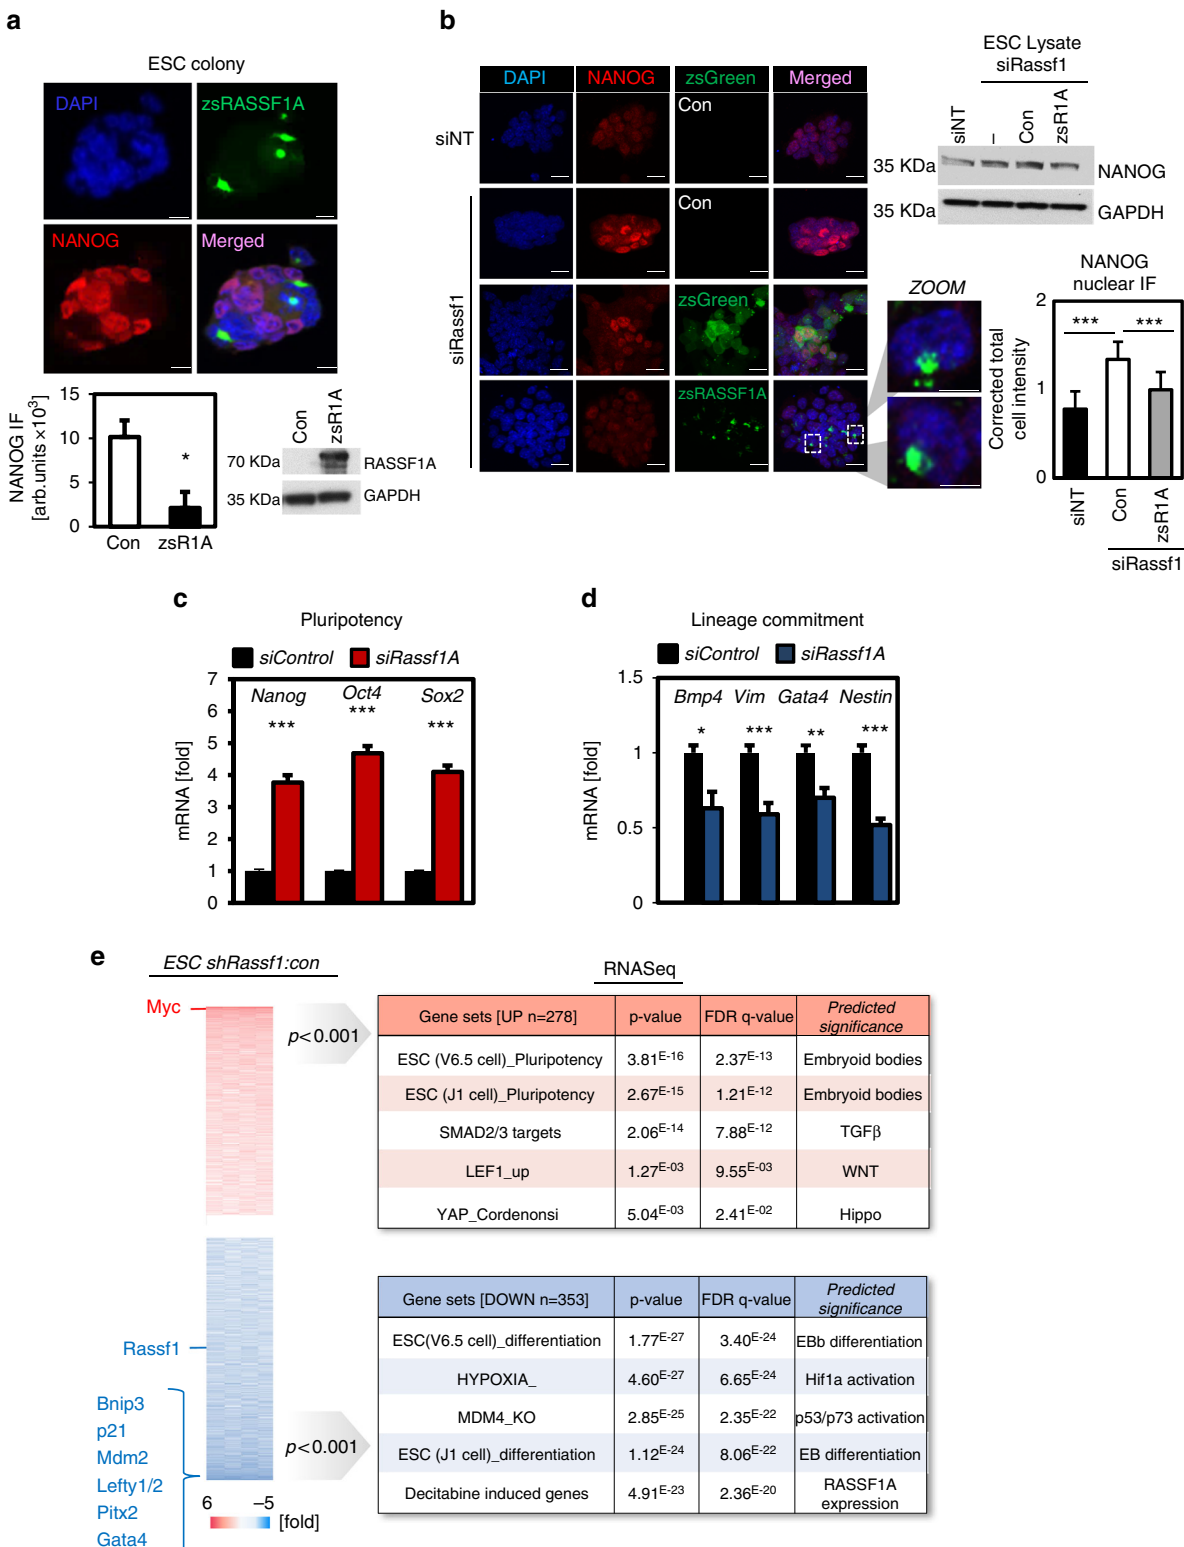 a
ESC colony
DAPI
zsRASSF1A
NANOG
Merged
NANOG IF
[arb.units ×10³]
15
10
5
0
*
Con
zsR1A
Con
zsR1A
70 KDa
RASSF1A
35 KDa
GAPDH
b
DAPI
NANOG
zsGreen
Merged
siNT
Con
siRassf1
Con
zsGreen
zsRASSF1A
ZOOM
ESC Lysate
siRassf1
siNT
–
Con
zsR1A
35 KDa
NANOG
35 KDa
GAPDH
NANOG
nuclear IF
Corrected total
cell intensity
2
1
0
***
***
siNT
Con
zsR1A
siRassf1
c
Pluripotency
siControl
siRassf1A
mRNA [fold]
7
6
5
4
3
2
1
0
Nanog
Oct4
Sox2
***
***
***
d
Lineage commitment
siControl
siRassf1A
mRNA [fold]
1.5
1
0.5
0
Bmp4
Vim
Gata4
Nestin
*
***
**
***
e
ESC shRassf1:con
RNASeq
Myc
p<0.001
Gene sets [UP n=278]
p-value
FDR q-value
Predicted
significance
ESC (V6.5 cell)_Pluripotency
3.81E-16
2.37E-13
Embryoid bodies
ESC (J1 cell)_Pluripotency
2.67E-15
1.21E-12
Embryoid bodies
SMAD2/3 targets
2.06E-14
7.88E-12
TGFβ
LEF1_up
1.27E-03
9.55E-03
WNT
YAP_Cordenonsi
5.04E-03
2.41E-02
Hippo
Rassf1
Bnip3
p21
Mdm2
Lefty1/2
Pitx2
Gata4
p<0.001
6
–5
[fold]
Gene sets [DOWN n=353]
p-value
FDR q-value
Predicted
significance
ESC(V6.5 cell)_differentiation
1.77E-27
3.40E-24
EBb differentiation
HYPOXIA_
4.60E-27
6.65E-24
Hif1a activation
MDM4_KO
2.85E-25
2.35E-22
p53/p73 activation
ESC (J1 cell)_differentiation
1.12E-24
8.06E-22
EB differentiation
Decitabine induced genes
4.91E-23
2.36E-20
RASSF1A
expression